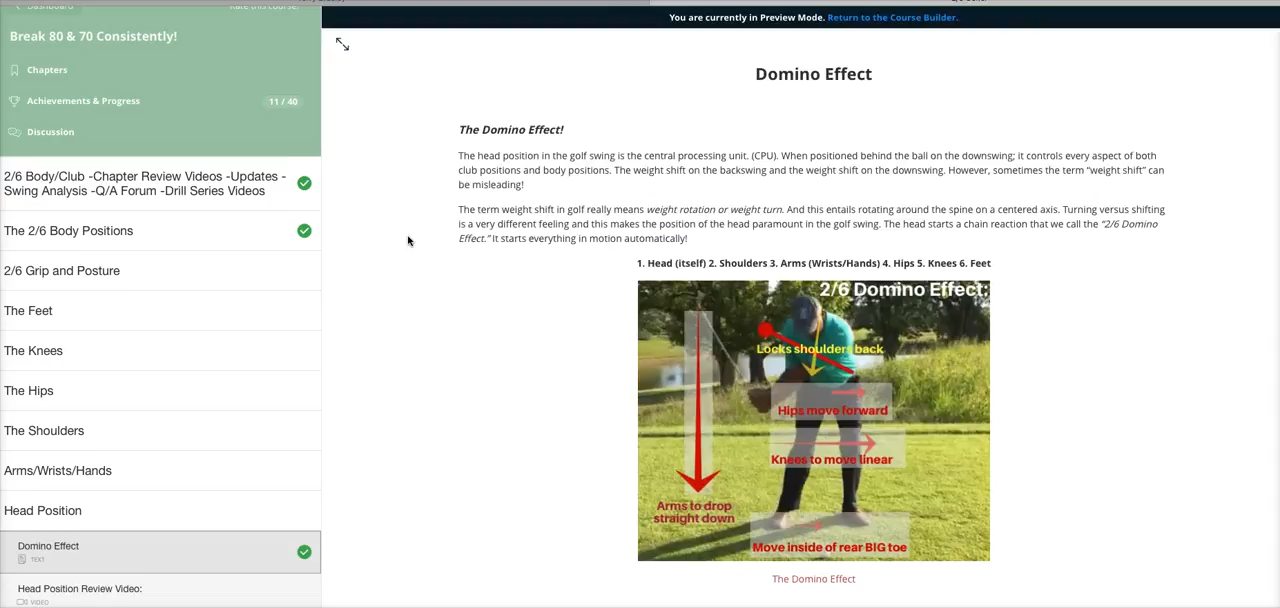 Dashboard
Rate this course!
Break 80 & 70 Consistently!
Chapters
Achievements & Progress
11 / 40
Discussion
2/6 Body/Club -Chapter Review Videos -Updates -
Swing Analysis -Q/A Forum -Drill Series Videos
The 2/6 Body Positions
2/6 Grip and Posture
The Feet
The Knees
The Hips
The Shoulders
Arms/Wrists/Hands
Head Position
Domino Effect
TEXT
Head Position Review Video:
VIDEO
You are currently in Preview Mode. Return to the Course Builder.
Domino Effect
The Domino Effect!
The head position in the golf swing is the central processing unit. (CPU). When positioned behind the ball on the downswing; it controls every aspect of both
club positions and body positions. The weight shift on the backswing and the weight shift on the downswing. However, sometimes the term “weight shift” can
be misleading!
The term weight shift in golf really means weight rotation or weight turn. And this entails rotating around the spine on a centered axis. Turning versus shifting
is a very different feeling and this makes the position of the head paramount in the golf swing. The head starts a chain reaction that we call the “2/6 Domino
Effect.” It starts everything in motion automatically!
1. Head (itself) 2. Shoulders 3. Arms (Wrists/Hands) 4. Hips 5. Knees 6. Feet
2/6 Domino Effect:
Locks shoulders back
Hips move forward
Knees to move linear
Arms to drop
straight down
Move inside of rear BIG toe
The Domino Effect